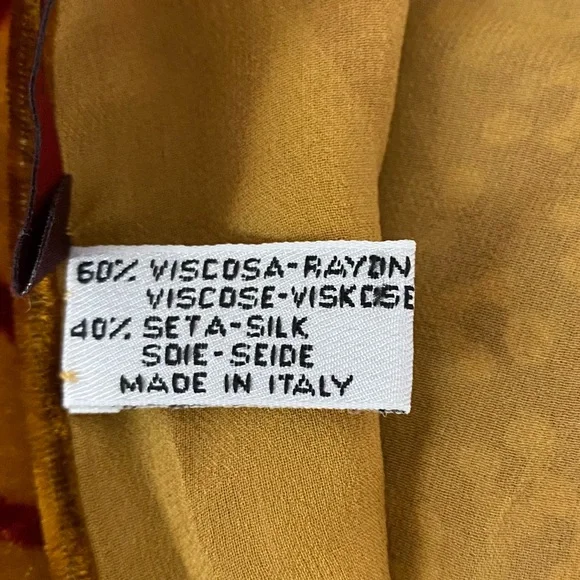 60% VISCOSA-RAYON
VISCOSE-VISKOSE
40% SETA-SILK
SOIE-SEIDE
MADE IN ITALY